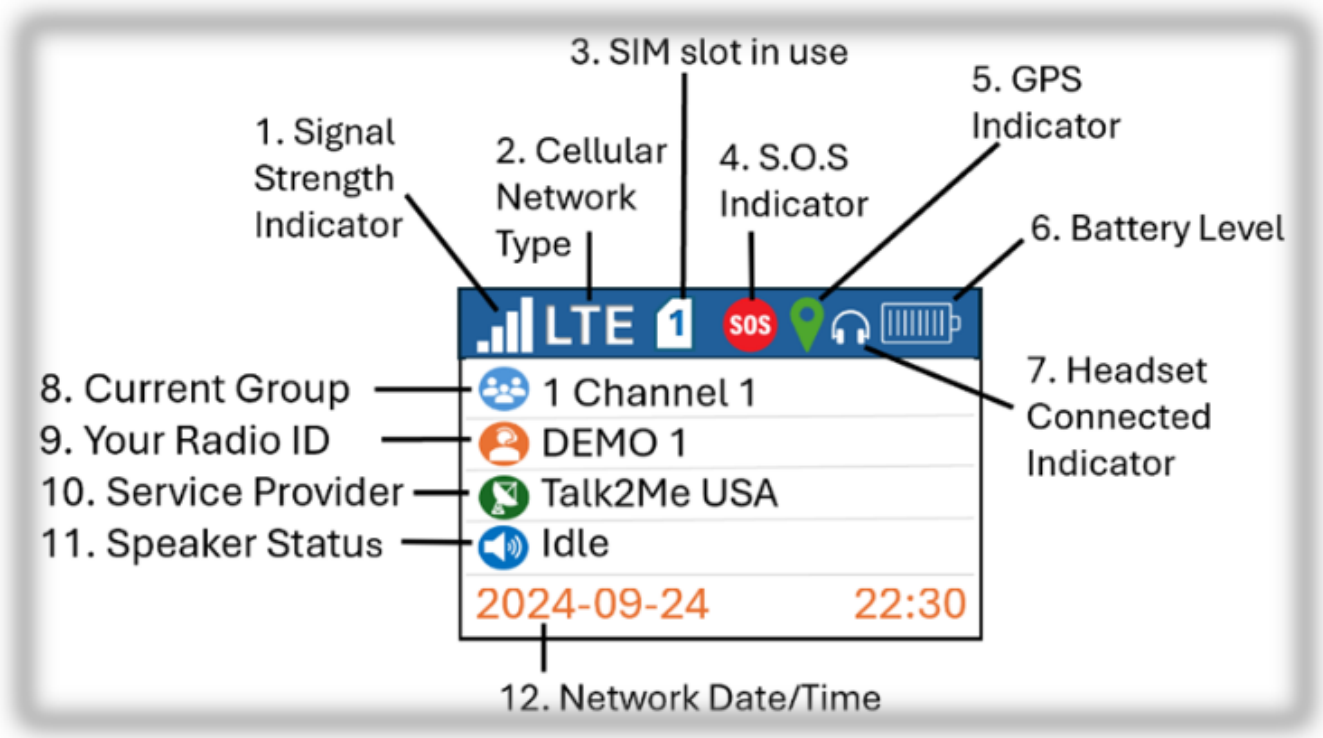 3. SIM slot in use
5. GPS
Indicator
1. Signal
Strength
Indicator
2. Cellular
Network
Type
4. S.O.S
Indicator
6. Battery Level
LTE 1 SOS
7. Headset
Connected
Indicator
8. Current Group
1 Channel 1
9. Your Radio ID
DEMO 1
10. Service Provider
Talk2Me USA
11. Speaker Status
Idle
2024-09-24 22:30
12. Network Date/Time